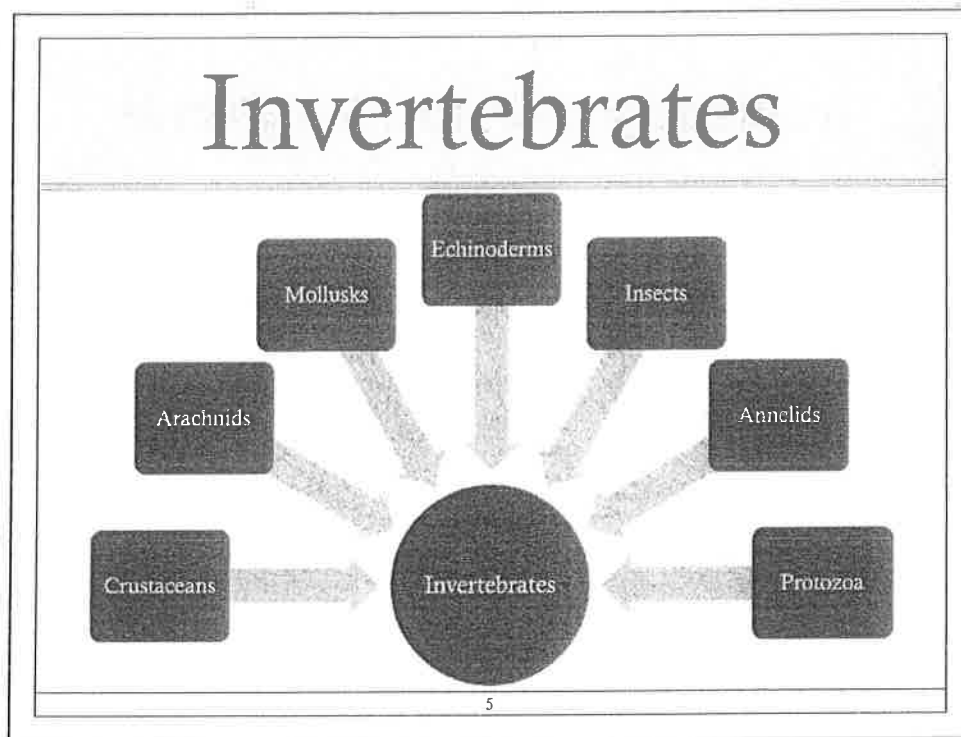 Invertebrates
Echinoderms
Mollusks
Insects
Arachnids
Annelids
Crustaceans
Invertebrates
Protozoa
5